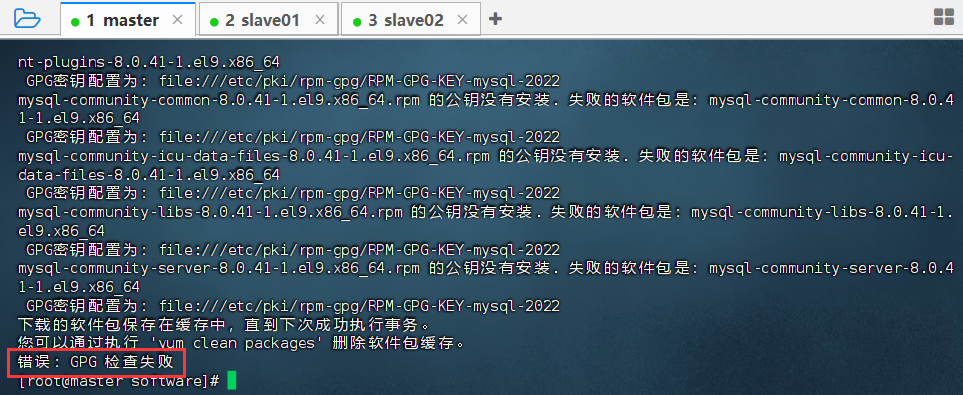 1 master × 2 slave01 × 3 slave02 × +
nt-plugins-8.0.41-1.el9.x86_64
GPG密钥配置为: file:///etc/pki/rpm-gpg/RPM-GPG-KEY-mysql-2022
mysql-community-common-8.0.41-1.el9.x86_64.rpm 的公钥没有安装. 失败的软件包是: mysql-community-common-8.0.4
1-1.el9.x86_64
GPG密钥配置为: file:///etc/pki/rpm-gpg/RPM-GPG-KEY-mysql-2022
mysql-community-icu-data-files-8.0.41-1.el9.x86_64.rpm 的公钥没有安装. 失败的软件包是: mysql-community-icu-
data-files-8.0.41-1.el9.x86_64
GPG密钥配置为: file:///etc/pki/rpm-gpg/RPM-GPG-KEY-mysql-2022
mysql-community-libs-8.0.41-1.el9.x86_64.rpm 的公钥没有安装. 失败的软件包是: mysql-community-libs-8.0.41-1.
el9.x86_64
GPG密钥配置为: file:///etc/pki/rpm-gpg/RPM-GPG-KEY-mysql-2022
mysql-community-server-8.0.41-1.el9.x86_64.rpm 的公钥没有安装. 失败的软件包是: mysql-community-server-8.0.4
1-1.el9.x86_64
GPG密钥配置为: file:///etc/pki/rpm-gpg/RPM-GPG-KEY-mysql-2022
下载的软件包保存在缓存中, 直到下次成功执行事务。
您可以通过执行 'yum clean packages' 删除软件包缓存。
错误: GPG 检查失败
[root@master software]#